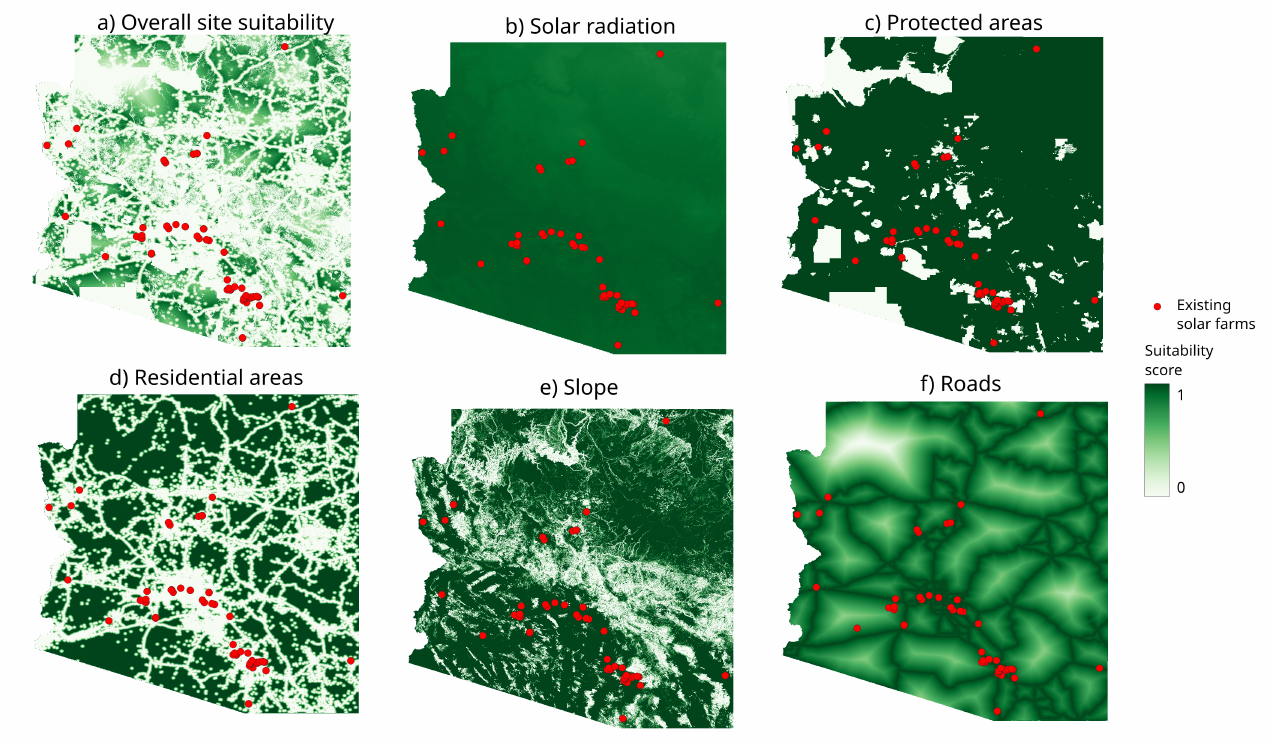 a) Overall site suitability
b) Solar radiation
c) Protected areas
d) Residential areas
e) Slope
f) Roads
Existing
solar farms
Suitability
score
1
0